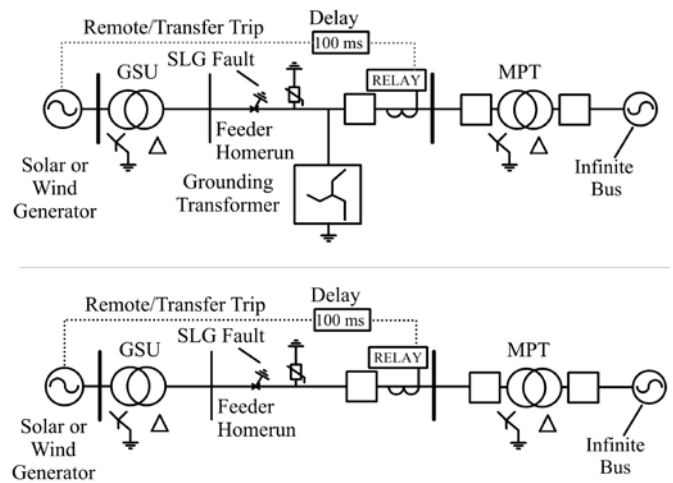 Remote/Transfer Trip
Delay
100 ms
SLG Fault
GSU
RELAY
MPT
Feeder
Homerun
Solar or
Wind
Generator
Grounding
Transformer
Infinite
Bus
Remote/Transfer Trip
Delay
100 ms
SLG Fault
GSU
RELAY
MPT
Feeder
Homerun
Solar or
Wind
Generator
Infinite
Bus